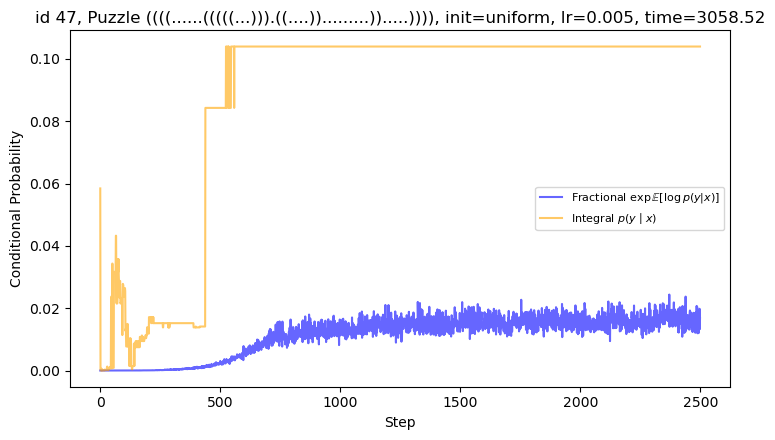 id 47, Puzzle ((((......(((((...))).((....)).........)).....)))), init=uniform, lr=0.005, time=3058.52
Conditional Probability
0.10
0.08
0.06
0.04
0.02
0.00
Fractional exp𝔼[log p(y|x)]
Integral p(y | x)
0
500
1000
1500
2000
2500
Step